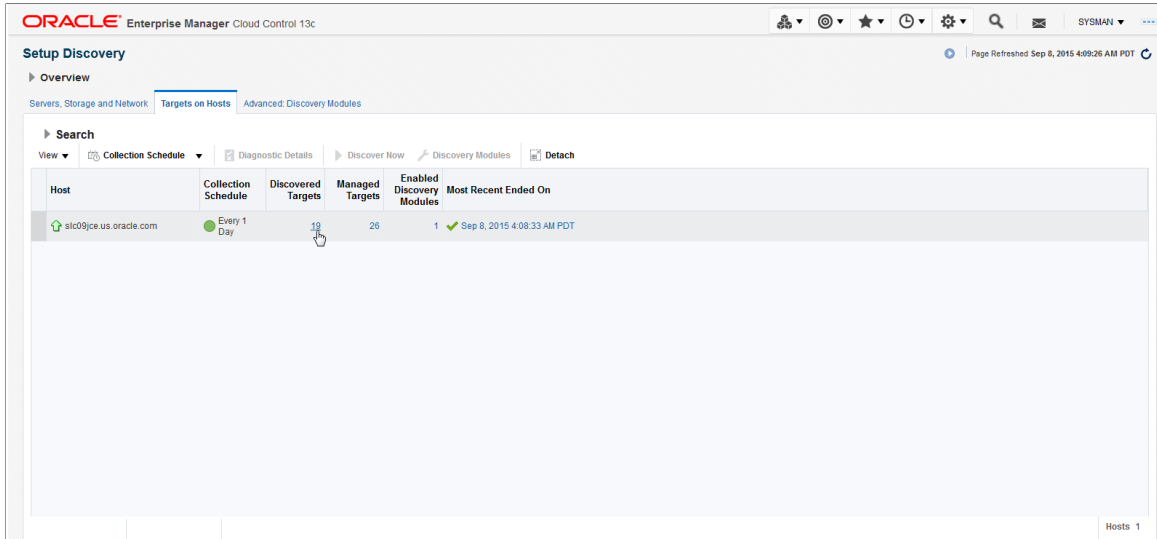 ORACLE® Enterprise Manager Cloud Control 13c
SYSMAN
Setup Discovery
Page Refreshed Sep 8, 2015 4:09:26 AM PDT
Overview
Servers, Storage and Network Targets on Hosts Advanced: Discovery Modules
Search
View Collection Schedule Diagnostic Details Discover Now Discovery Modules Detach
Host
Collection Schedule
Discovered Targets
Managed Targets
Enabled Discovery Modules
Most Recent Ended On
slc09jce.us.oracle.com
Every 1 Day
19
26
1
Sep 8, 2015 4:08:33 AM PDT
Hosts 1